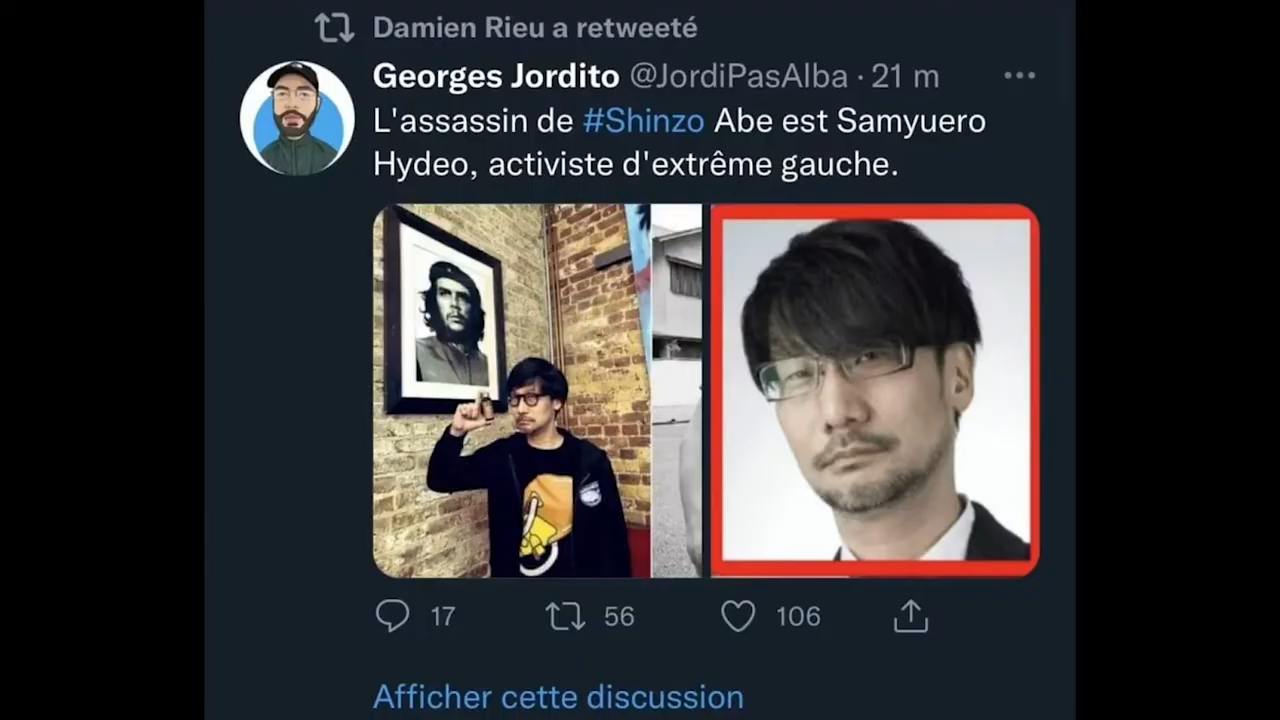 Damien Rieu a retweeté
Georges Jordito @JordiPasAlba · 21 m
L'assassin de #Shinzo Abe est Samyuero
Hydeo, activiste d'extrême gauche.
17
56
106
Afficher cette discussion